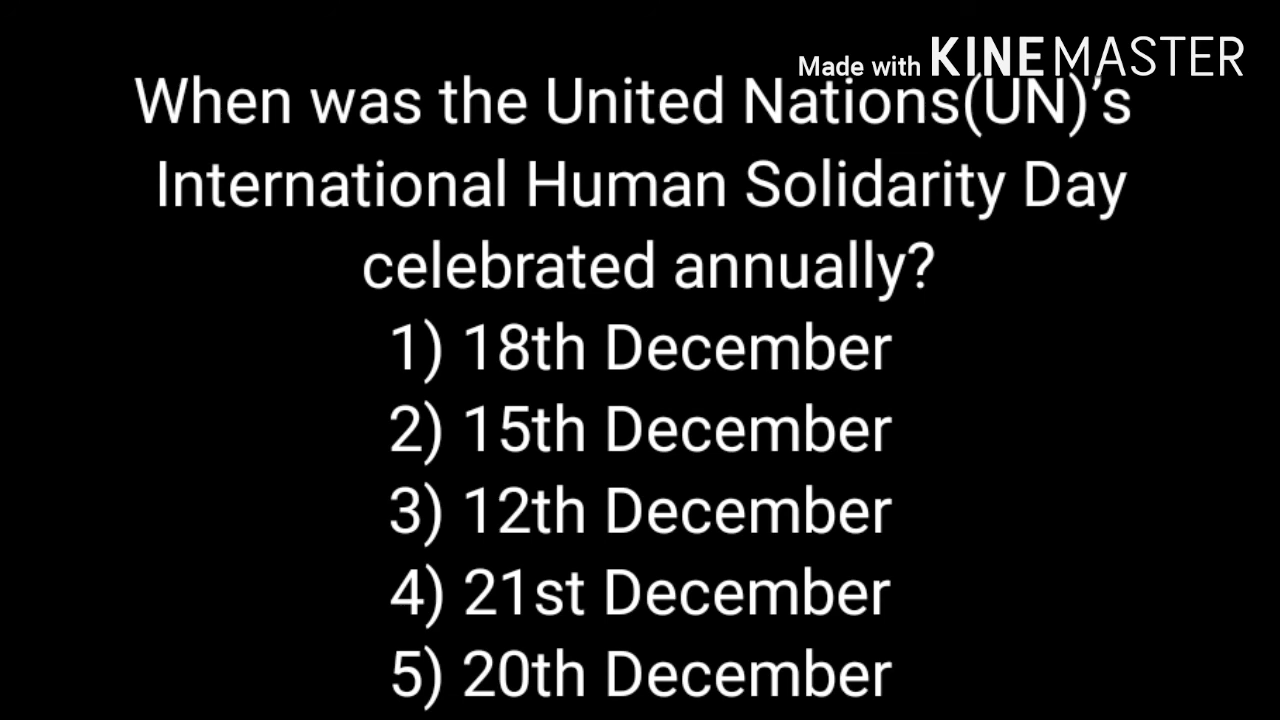 Made with KINEMASTER
When was the United Nations(UN)’s
International Human Solidarity Day
celebrated annually?
1) 18th December
2) 15th December
3) 12th December
4) 21st December
5) 20th December